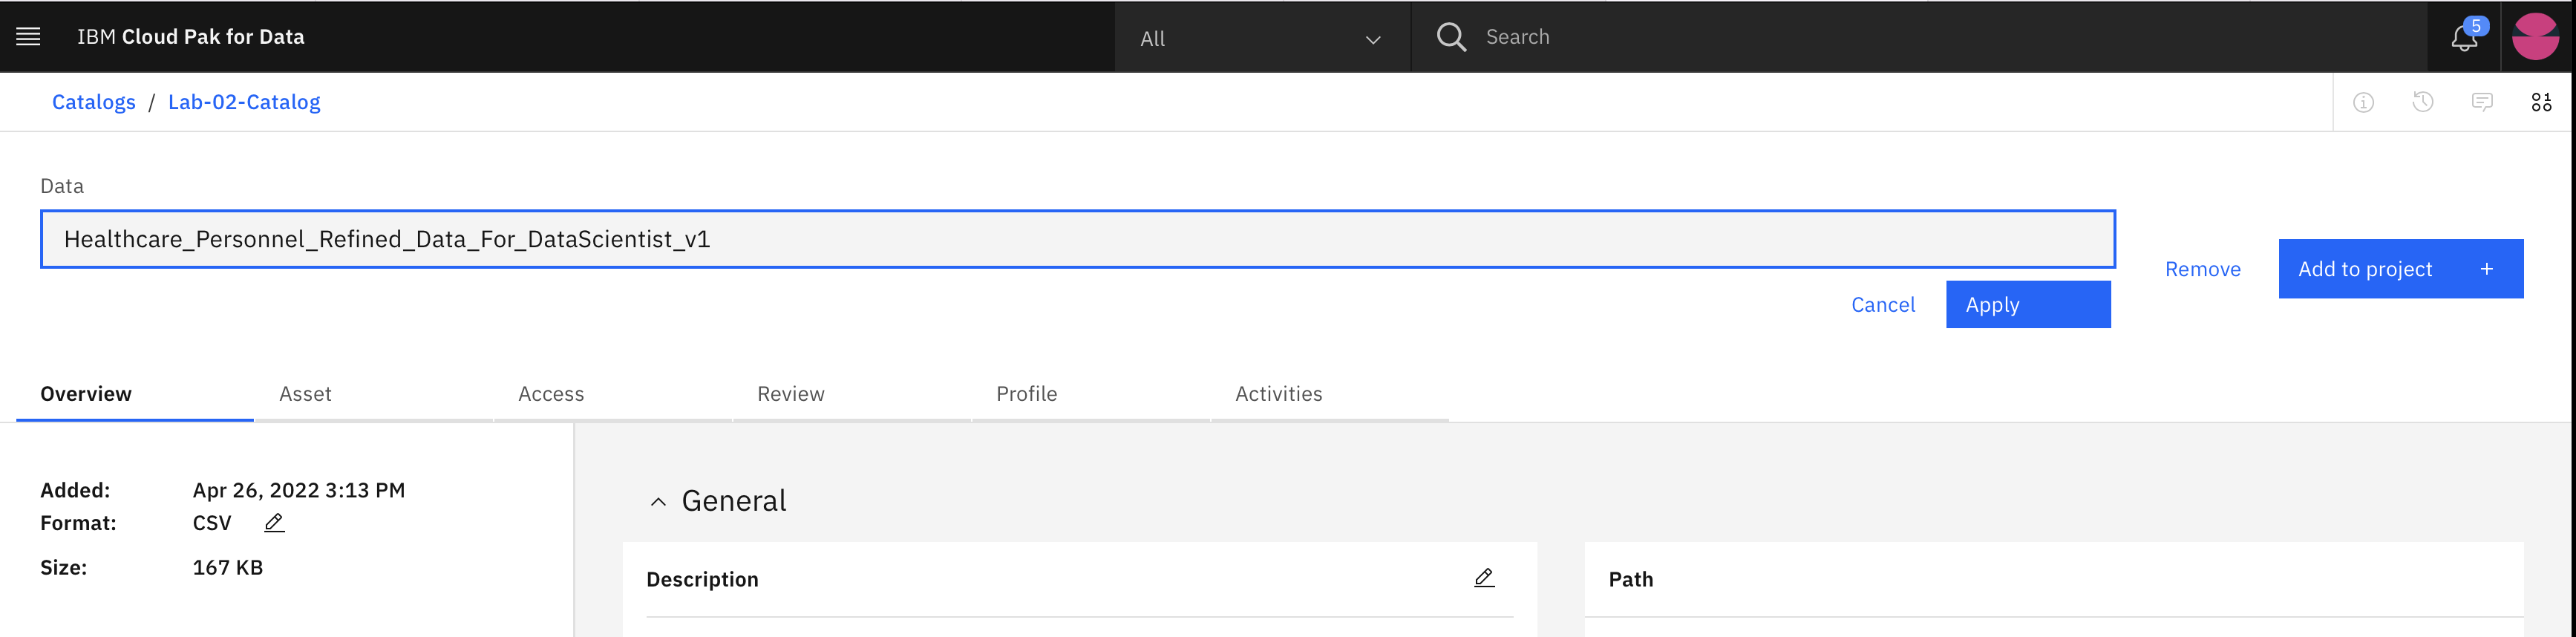 IBM Cloud Pak for Data
All
Search
5
Catalogs / Lab-02-Catalog
Data
Healthcare_Personnel_Refined_Data_For_DataScientist_v1
Remove
Add to project +
Cancel
Apply
Overview
Asset
Access
Review
Profile
Activities
Added: Apr 26, 2022 3:13 PM
Format: CSV
Size: 167 KB
General
Description
Path